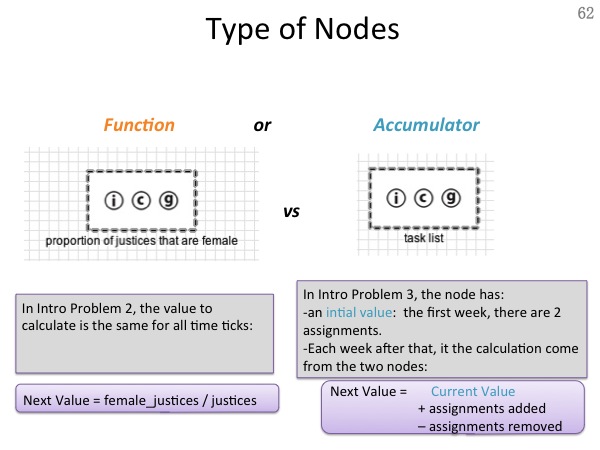 62
Type of Nodes
Function or Accumulator
i c g
proportion of justices that are female
vs
i c g
task list
In Intro Problem 2, the value to
calculate is the same for all time ticks:
Next Value = female_justices / justices
In Intro Problem 3, the node has:
-an intial value: the first week, there are 2
assignments.
-Each week after that, it the calculation come
from the two nodes:
Next Value = Current Value
+ assignments added
– assignments removed